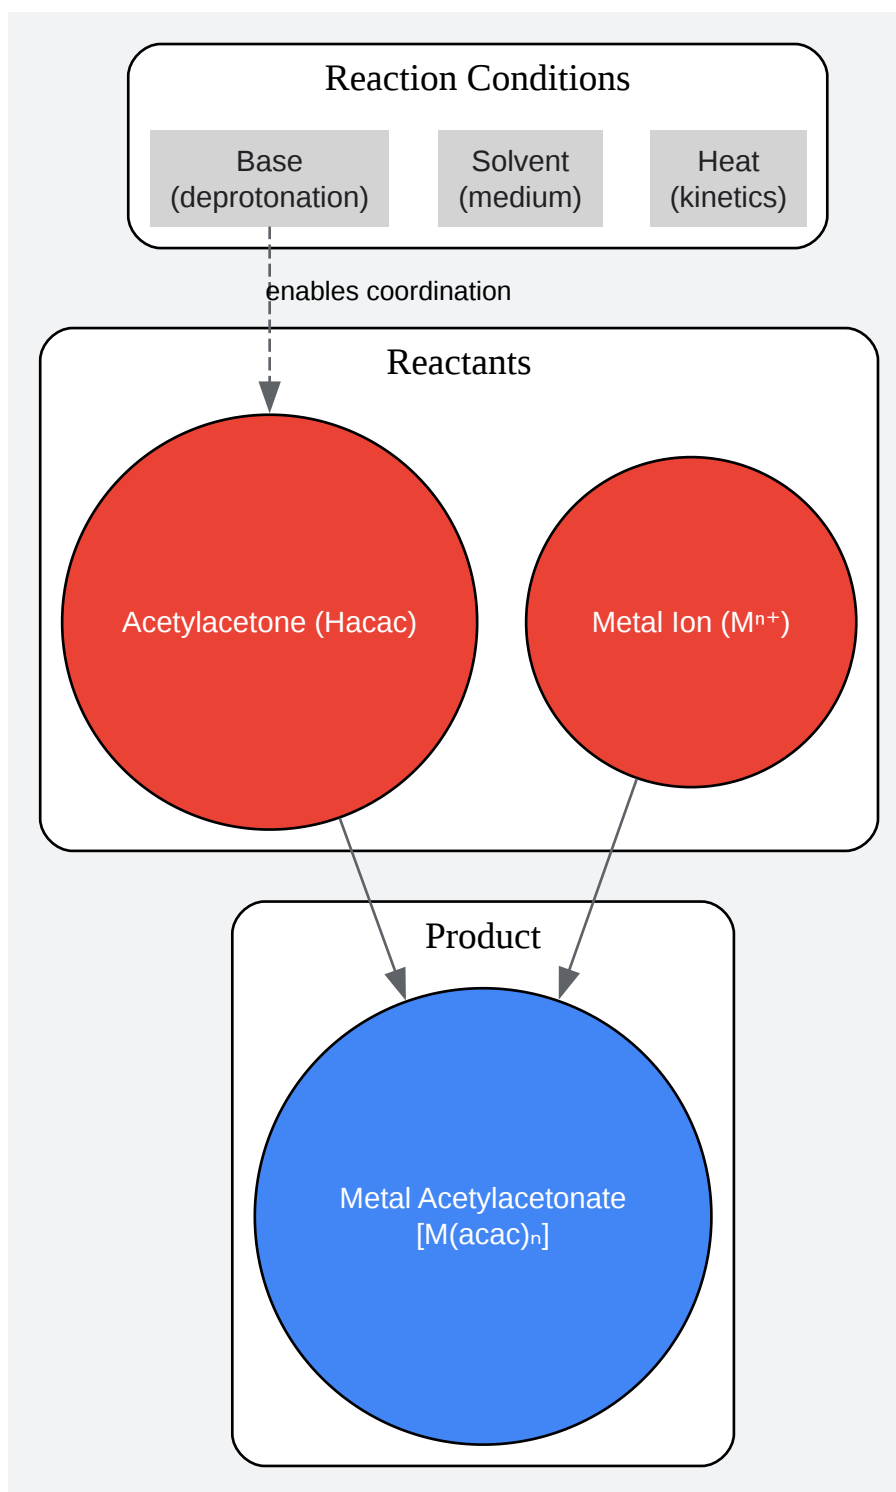 Reaction Conditions
Base
(deprotonation)
Solvent
(medium)
Heat
(kinetics)
enables coordination
Reactants
Acetylacetone (Hacac)
Metal Ion (Mⁿ⁺)
Product
Metal Acetylacetonate
[M(acac)ₙ]